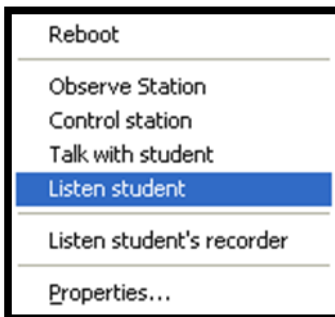 Reboot
Observe Station
Control station
Talk with student
Listen student
Listen student's recorder
Properties...